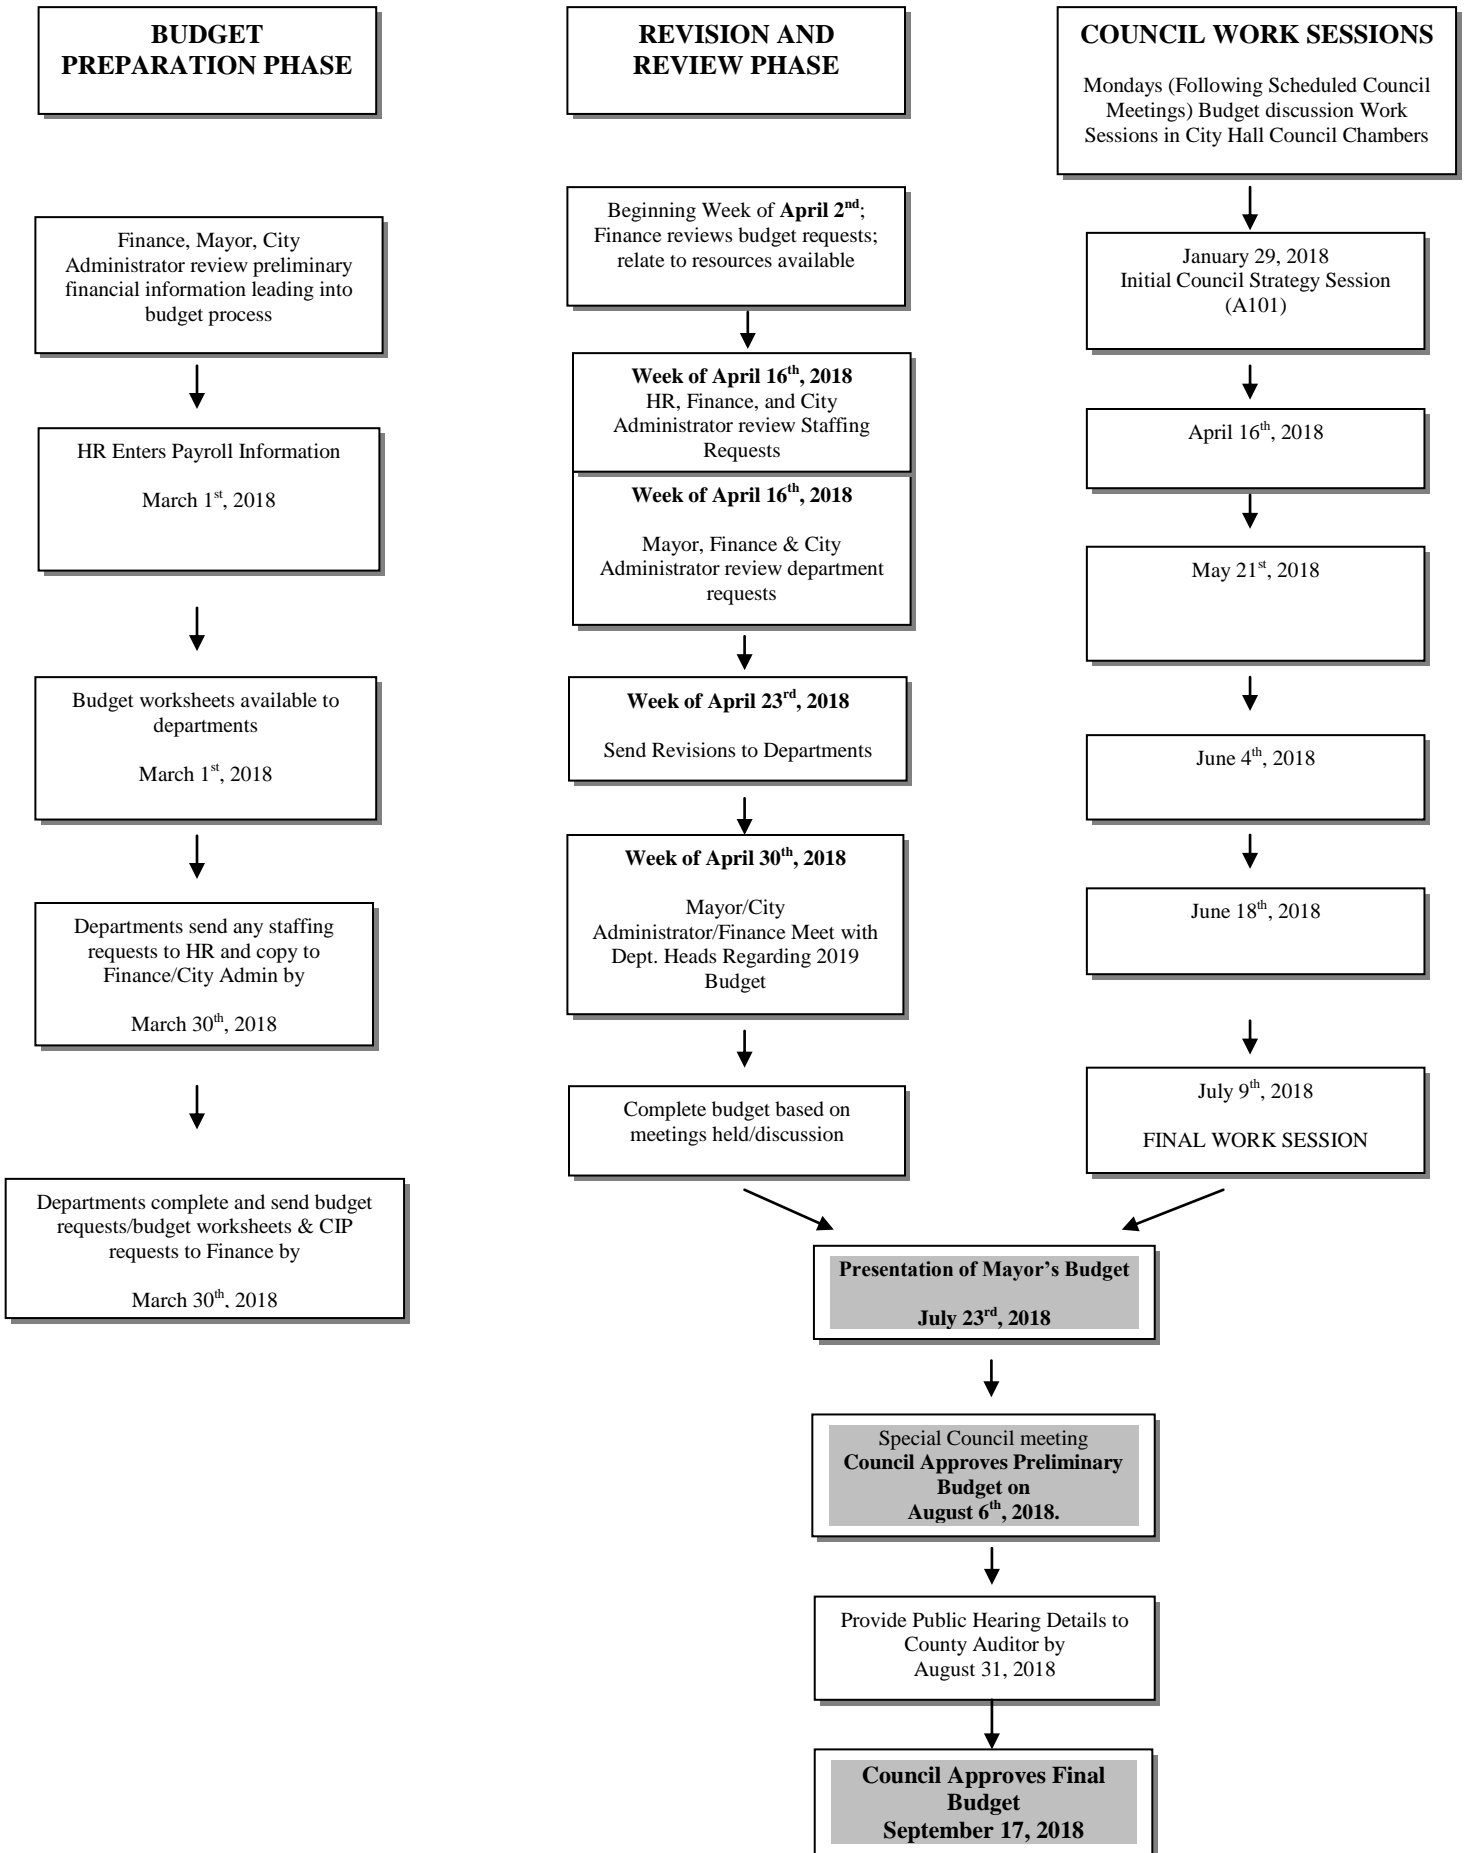 BUDGET
PREPARATION PHASE
Finance, Mayor, City
Administrator review preliminary
financial information leading into
budget process
HR Enters Payroll Information
March 1st, 2018
Budget worksheets available to
departments
March 1st, 2018
Departments send any staffing
requests to HR and copy to
Finance/City Admin by
March 30th, 2018
Departments complete and send budget
requests/budget worksheets & CIP
requests to Finance by
March 30th, 2018
REVISION AND
REVIEW PHASE
Beginning Week of April 2nd;
Finance reviews budget requests;
relate to resources available
Week of April 16th, 2018
HR, Finance, and City
Administrator review Staffing
Requests
Week of April 16th, 2018
Mayor, Finance & City
Administrator review department
requests
Week of April 23rd, 2018
Send Revisions to Departments
Week of April 30th, 2018
Mayor/City
Administrator/Finance Meet with
Dept. Heads Regarding 2019
Budget
Complete budget based on
meetings held/discussion
COUNCIL WORK SESSIONS
Mondays (Following Scheduled Council
Meetings) Budget discussion Work
Sessions in City Hall Council Chambers
January 29, 2018
Initial Council Strategy Session
(A101)
April 16th, 2018
May 21st, 2018
June 4th, 2018
June 18th, 2018
July 9th, 2018
FINAL WORK SESSION
Presentation of Mayor’s Budget
July 23rd, 2018
Special Council meeting
Council Approves Preliminary
Budget on
August 6th, 2018.
Provide Public Hearing Details to
County Auditor by
August 31, 2018
Council Approves Final
Budget
September 17, 2018